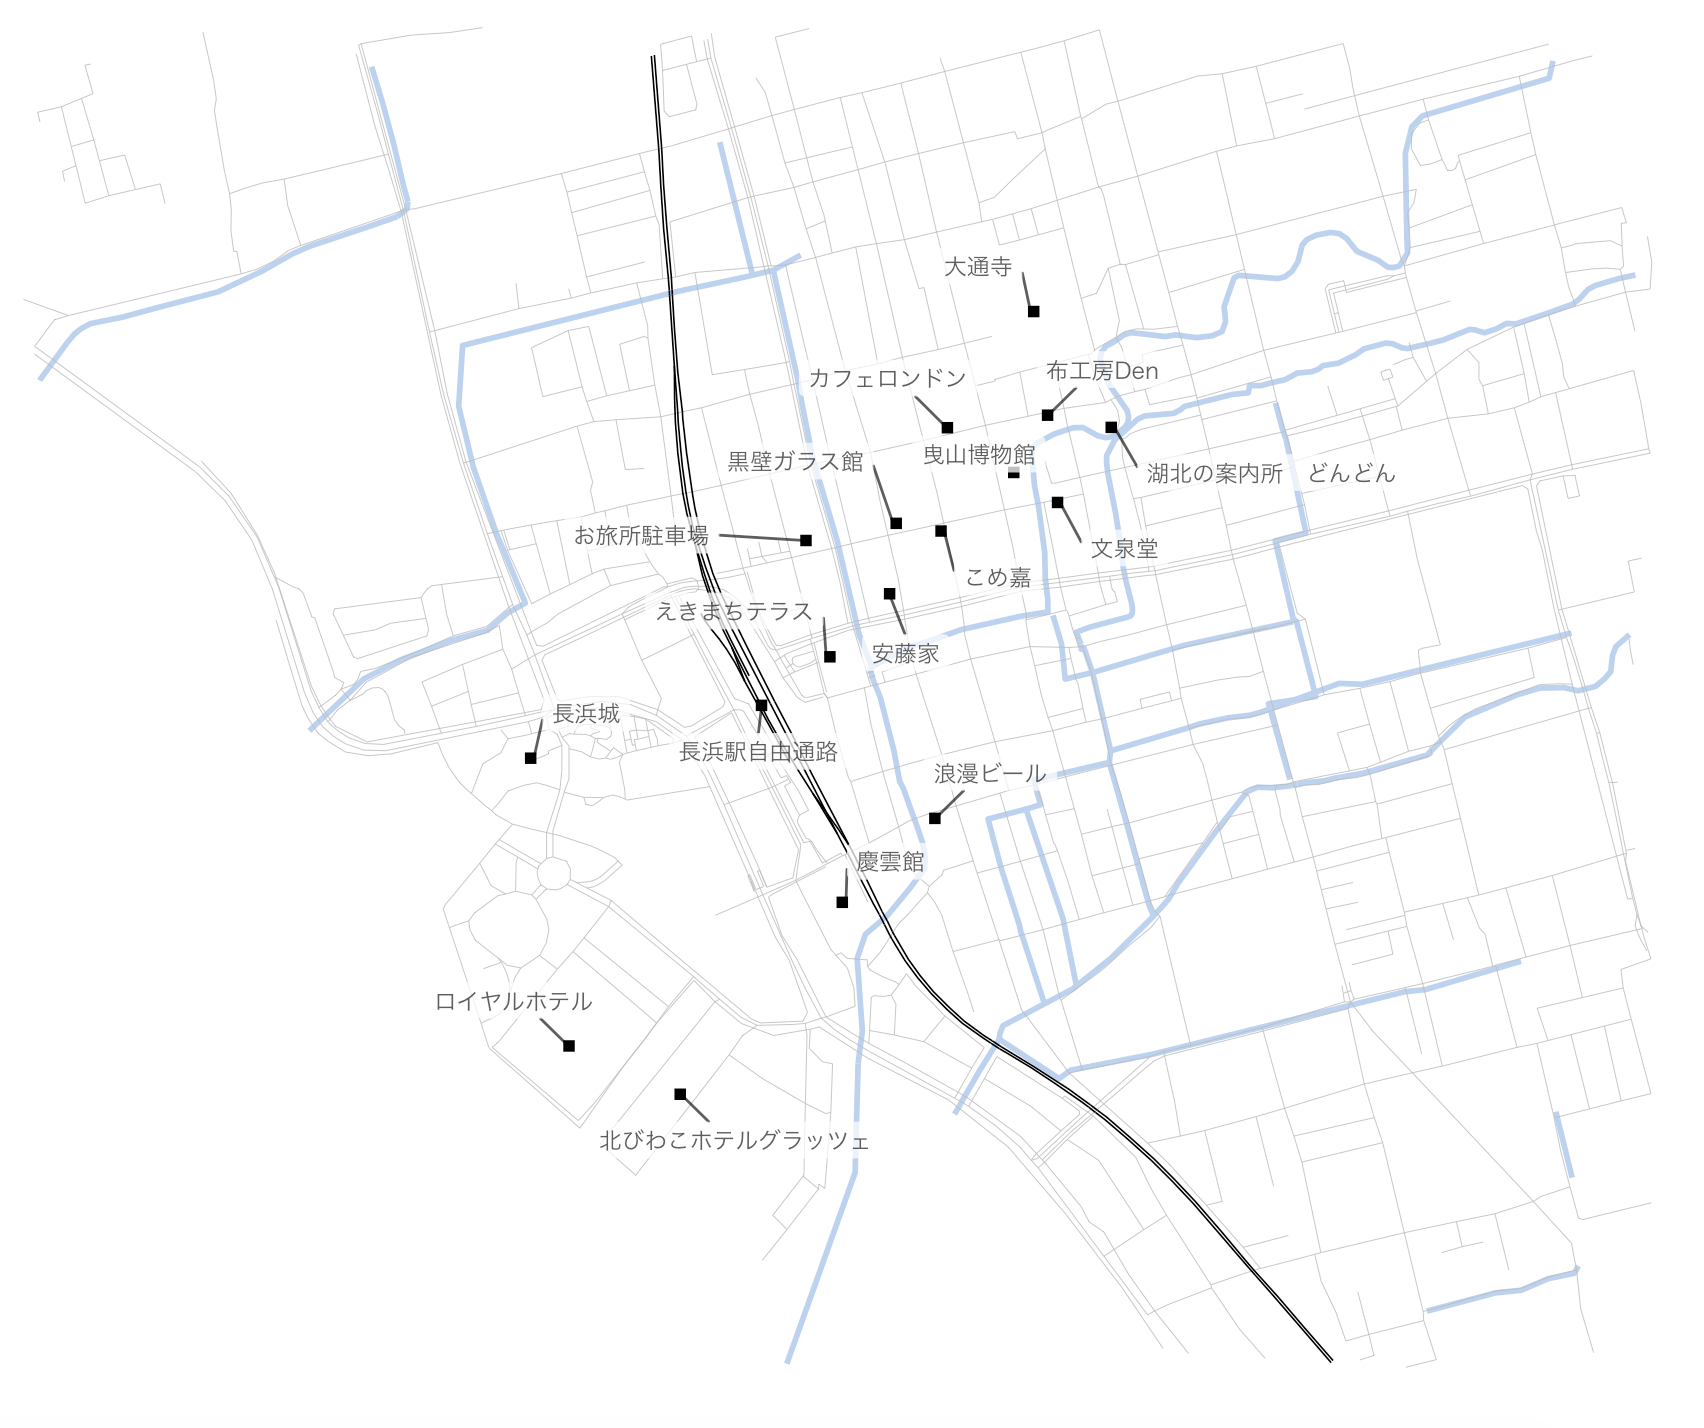 大通寺
カフェロンドン
布工房Den
黒壁ガラス館
曳山博物館
湖北の案内所　どんどん
お旅所駐車場
文泉堂
こめ嘉
えきまちテラス
安藤家
長浜城
長浜駅自由通路
浪漫ビール
慶雲館
ロイヤルホテル
北びわこホテルグラッツェ